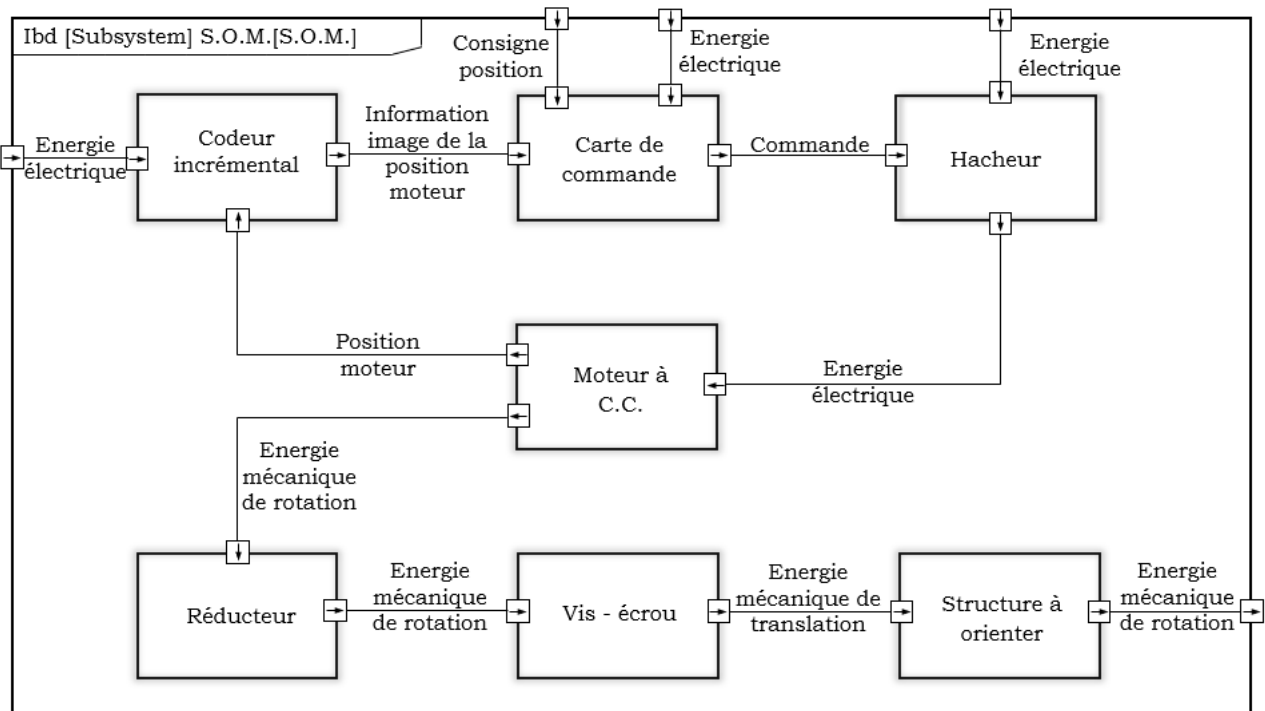 Ibd [Subsystem] S.O.M.[S.O.M.]
Consigne
position
Energie
électrique
Energie
électrique
Energie
électrique
Codeur
incrémental
Information
image de la
position
moteur
Carte de
commande
Commande
Hacheur
Position
moteur
Moteur à
C.C.
Energie
électrique
Energie
mécanique
de rotation
Réducteur
Energie
mécanique
de rotation
Vis - écrou
Energie
mécanique de
translation
Structure à
orienter
Energie
mécanique
de rotation